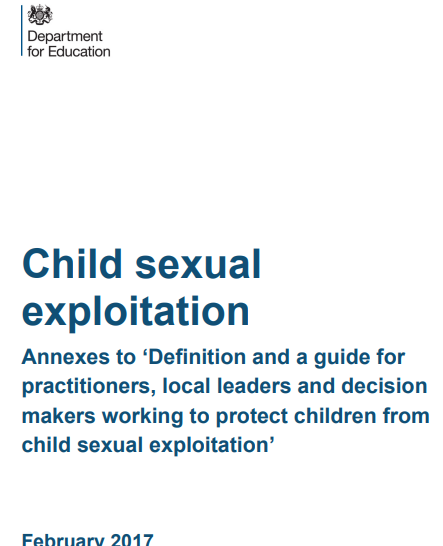 Department
for Education
Child sexual
exploitation
Annexes to ‘Definition and a guide for
practitioners, local leaders and decision
makers working to protect children from
child sexual exploitation’
February 2017